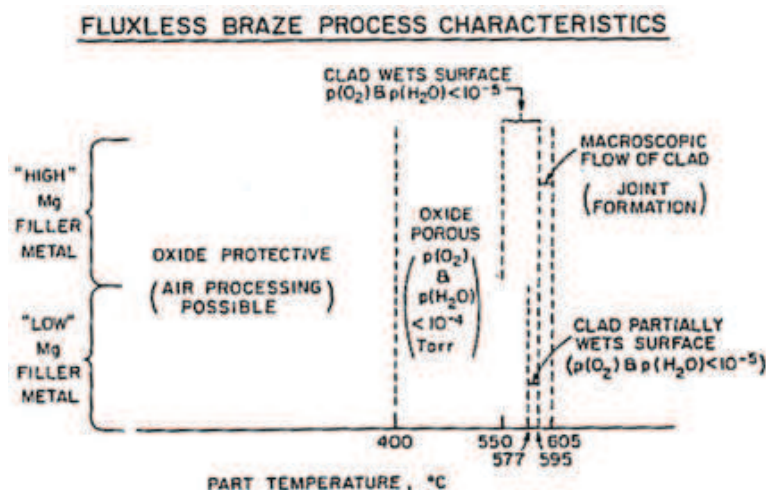 FLUXLESS BRAZE PROCESS CHARACTERISTICS
CLAD WETS SURFACE
p(O₂) & p(H₂O) < 10⁻⁵
MACROSCOPIC
FLOW OF CLAD
(JOINT
FORMATION)
"HIGH"
Mg
FILLER
METAL
OXIDE PROTECTIVE
(AIR PROCESSING
POSSIBLE)
OXIDE
POROUS
(p(O₂)
&
p(H₂O)
< 10⁻⁴
Torr)
"LOW"
Mg
FILLER
METAL
CLAD PARTIALLY
WETS SURFACE
(p(O₂) & p(H₂O) < 10⁻⁵)
400
550
605
577
595
PART TEMPERATURE, °C